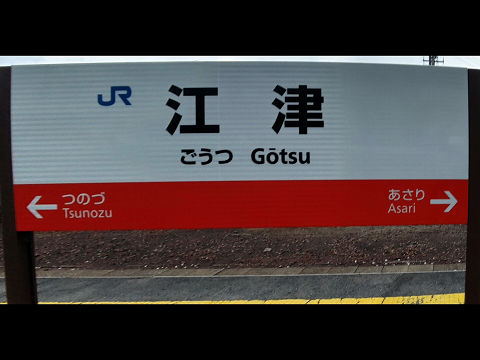 JR 江津
ごうつ Gōtsu
つのづ
Tsunozu
あさり
Asari